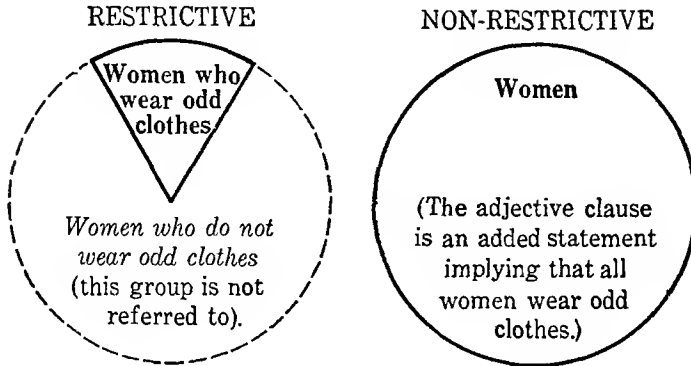 RESTRICTIVE
Women who
wear odd
clothes
Women who do not
wear odd clothes
(this group is not
referred to).
NON-RESTRICTIVE
Women
(The adjective clause
is an added statement
implying that all
women wear odd
clothes.)